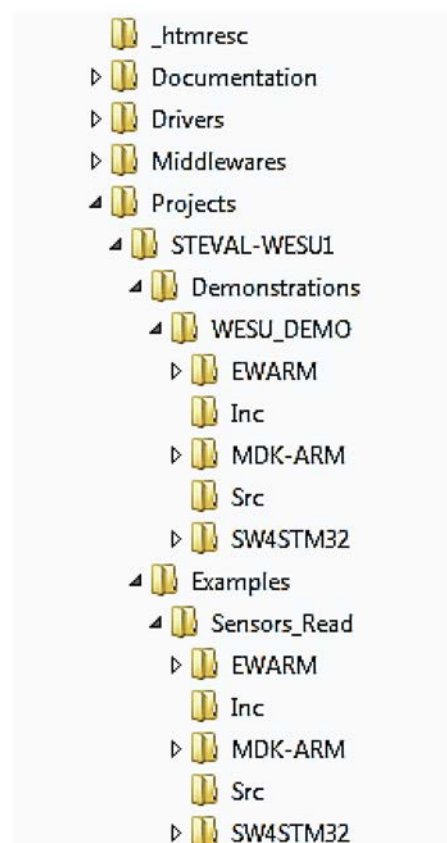 _htmresc
Documentation
Drivers
Middlewares
Projects
STEVAL-WESU1
Demonstrations
WESU_DEMO
EWARM
Inc
MDK-ARM
Src
SW4STM32
Examples
Sensors_Read
EWARM
Inc
MDK-ARM
Src
SW4STM32